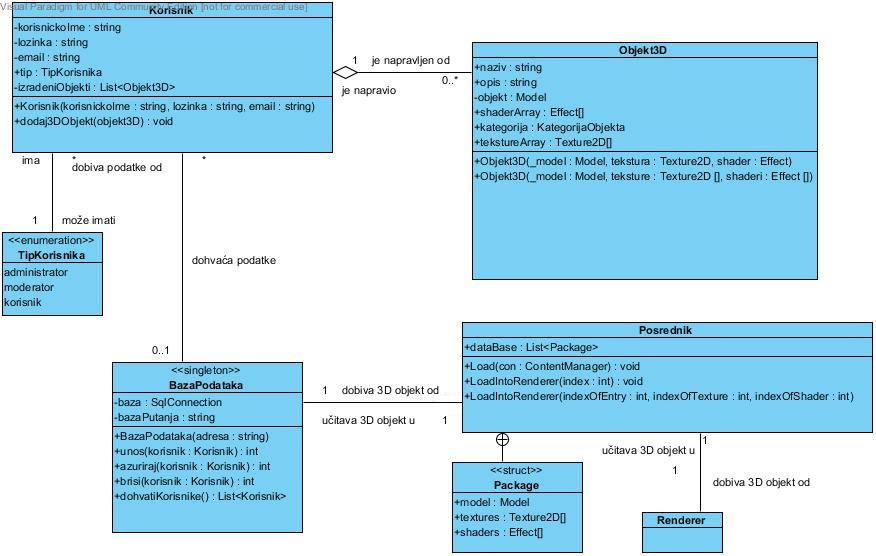 Visual Paradigm for UML Community Edition [not for commercial use]
Korisnik
-korisnickoIme : string
-lozinka : string
-email : string
+tip : TipKorisnika
-izradeniObjekti : List<Objekt3D>
+Korisnik(korisnickoIme : string, lozinka : string, email : string)
+dodaj3DObjekt(objekt3D) : void
1 je napravljen od
0..*
je napravio
Objekt3D
+naziv : string
+opis : string
-objekt : Model
+shaderArray : Effect[]
+kategorija : KategorijaObjekta
+tekstureArray : Texture2D[]
+Objekt3D(_model : Model, tekstura : Texture2D, shader : Effect)
+Objekt3D(_model : Model, teksture : Texture2D [], shaderi : Effect [])
ima
*
dobiva podatke od
*
1
može imati
<<enumeration>>
TipKorisnika
administrator
moderator
korisnik
dohvaća podatke
0..1
<<singleton>>
BazaPodataka
-baza : SqlConnection
-bazaPutanja : string
+BazaPodataka(adresa : string)
+unos(korisnik : Korisnik) : int
+azuriraj(korisnik : Korisnik) : int
+brisi(korisnik : Korisnik) : int
+dohvatiKorisnike() : List<Korisnik>
1 dobiva 3D objekt od
učitava 3D objekt u 1
Posrednik
+dataBase : List<Package>
+Load(con : ContentManager) : void
+LoadIntoRenderer(index : int) : void
+LoadIntoRenderer(indexOfEntry : int, indexOfTexture : int, indexOfShader : int)
1
učitava 3D objekt u
1
dobiva 3D objekt od
<<struct>>
Package
+model : Model
+textures : Texture2D[]
+shaders : Effect[]
Renderer